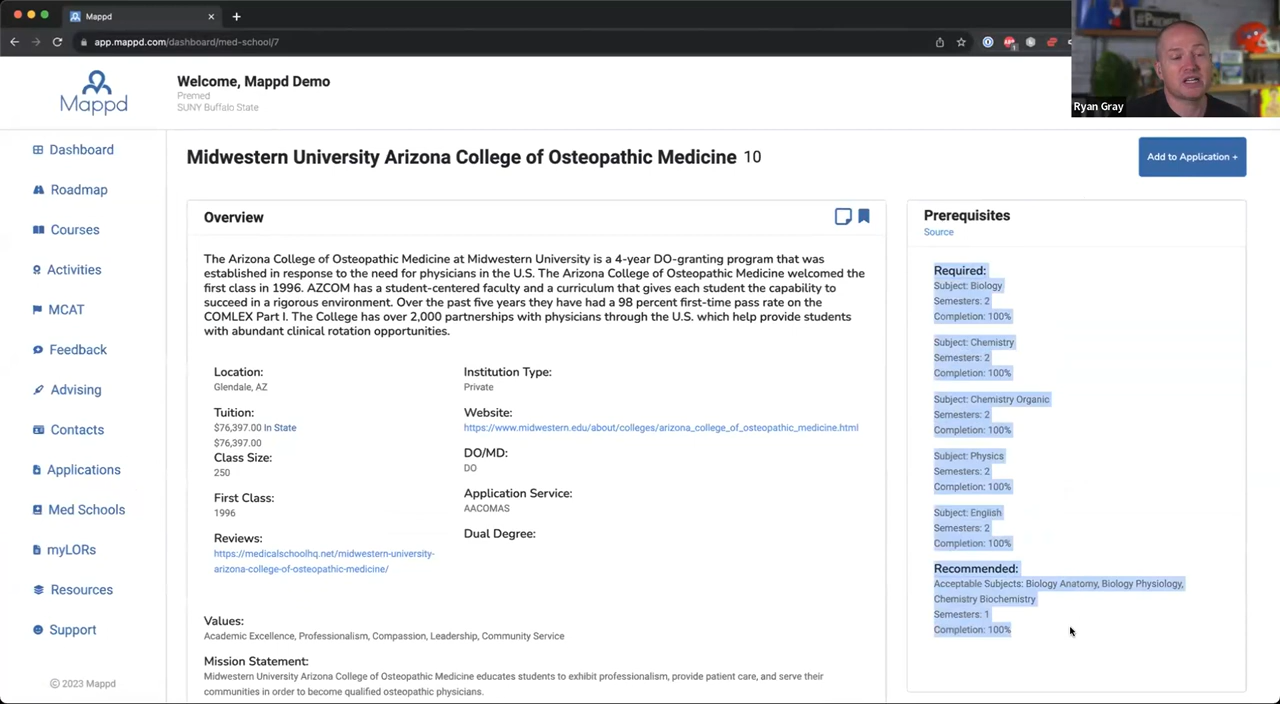 Mappd
app.mappd.com/dashboard/med-school/7
Ryan Gray
Mappd
Welcome, Mappd Demo
Premed
SUNY Buffalo State
Dashboard
Roadmap
Courses
Activities
MCAT
Feedback
Advising
Contacts
Applications
Med Schools
myLORs
Resources
Support
© 2023 Mappd
Midwestern University Arizona College of Osteopathic Medicine 10
Add to Application +
Overview
The Arizona College of Osteopathic Medicine at Midwestern University is a 4-year DO-granting program that was
established in response to the need for physicians in the U.S. The Arizona College of Osteopathic Medicine welcomed the
first class in 1996. AZCOM has a student-centered faculty and a curriculum that gives each student the capability to
succeed in a rigorous environment. Over the past five years they have had a 98 percent first-time pass rate on the
COMLEX Part I. The College has over 2,000 partnerships with physicians through the U.S. which help provide students
with abundant clinical rotation opportunities.
Location:
Glendale, AZ
Tuition:
$76,397.00 In State
$76,397.00
Class Size:
250
First Class:
1996
Reviews:
https://medicalschoolhq.net/midwestern-university-
arizona-college-of-osteopathic-medicine/
Institution Type:
Private
Website:
https://www.midwestern.edu/about/colleges/arizona_college_of_osteopathic_medicine.html
DO/MD:
DO
Application Service:
AACOMAS
Dual Degree:
Values:
Academic Excellence, Professionalism, Compassion, Leadership, Community Service
Mission Statement:
Midwestern University Arizona College of Osteopathic Medicine educates students to exhibit professionalism, provide patient care, and serve their
communities in order to become qualified osteopathic physicians.
Prerequisites
Source
Required:
Subject: Biology
Semesters: 2
Completion: 100%
Subject: Chemistry
Semesters: 2
Completion: 100%
Subject: Chemistry Organic
Semesters: 2
Completion: 100%
Subject: Physics
Semesters: 2
Completion: 100%
Subject: English
Semesters: 2
Completion: 100%
Recommended:
Acceptable Subjects: Biology Anatomy, Biology Physiology,
Chemistry Biochemistry
Semesters: 1
Completion: 100%